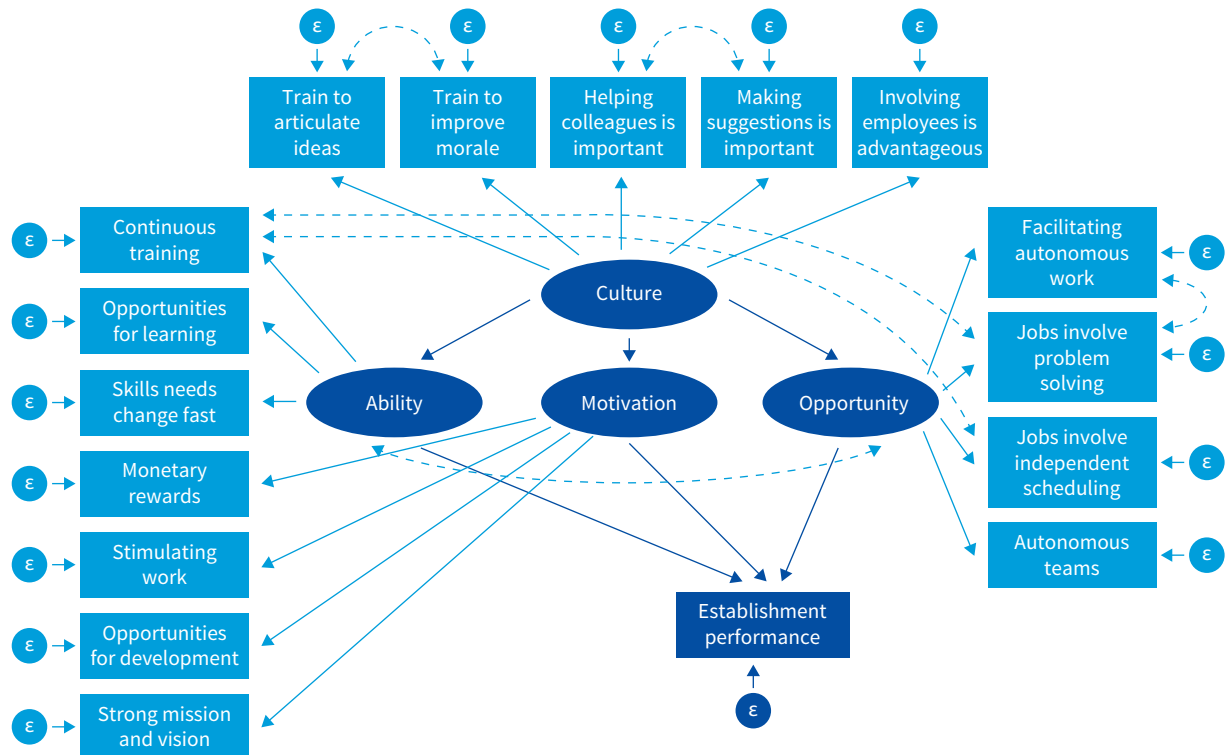 ε
ε
ε
ε
ε
Train to
articulate
ideas
Train to
improve
morale
Helping
colleagues is
important
Making
suggestions is
important
Involving
employees is
advantageous
ε
Continuous
training
Culture
Facilitating
autonomous
work
ε
ε
Opportunities
for learning
Jobs involve
problem
solving
ε
ε
Skills needs
change fast
Ability
Motivation
Opportunity
Jobs involve
independent
scheduling
ε
ε
Monetary
rewards
ε
Stimulating
work
Autonomous
teams
ε
Establishment
performance
ε
ε
Opportunities
for development
ε
Strong mission
and vision